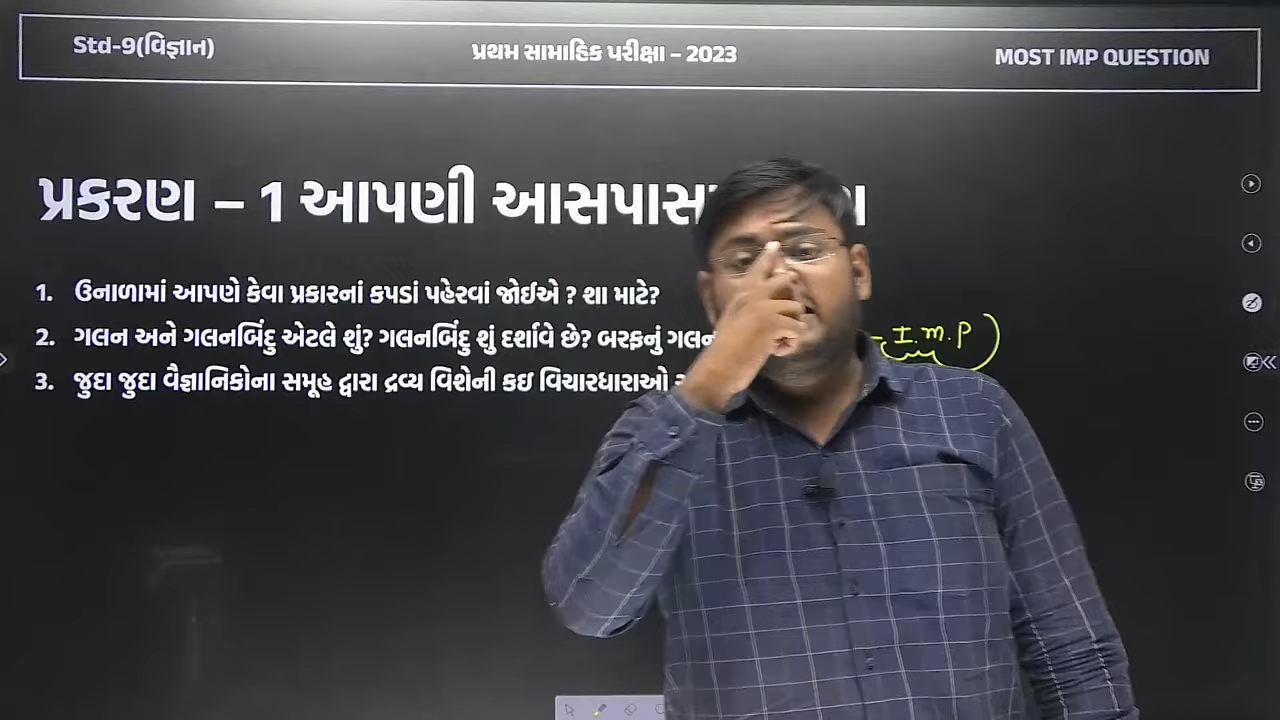 Std-9(વિજ્ઞાન)
પ્રથમ સામાહિક પરીક્ષા – 2023
MOST IMP QUESTION
પ્રકરણ – 1 આપણી આસપાસ
1. ઉનાળામાં આપણે કેવા પ્રકારનાં કપડાં પહેરવાં જોઈએ ? શા માટે?
2. ગલન અને ગલનબિંદુ એટલે શું? ગલનબિંદુ શું દર્શાવે છે? બરફનું I.M.P
3. જુદા જુદા વૈજ્ઞાનિકોના સમૂહ દ્વારા દ્રવ્ય વિશેની કઇ વિચારધારાઓ